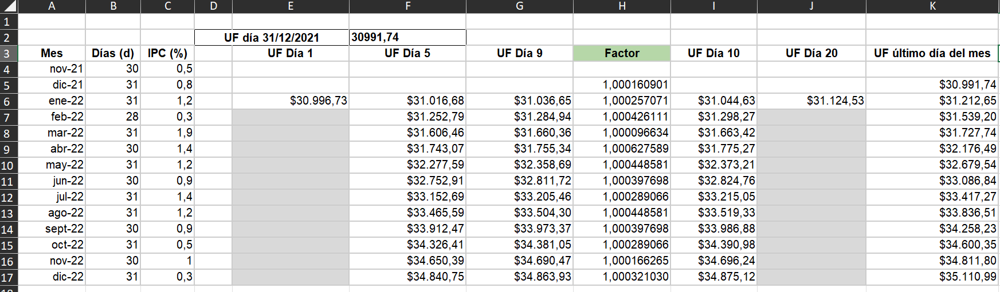 A B C D E F G H I J K
1
2 UF día 31/12/2021 30991,74
3 Mes Días (d) IPC (%) UF Día 1 UF Día 5 UF Día 9 Factor UF Día 10 UF Día 20 UF último día del mes
4 nov-21 30 0,5
5 dic-21 31 0,8 1,000160901 $30.991,74
6 ene-22 31 1,2 $30.996,73 $31.016,68 $31.036,65 1,000257071 $31.044,63 $31.124,53 $31.212,65
7 feb-22 28 0,3 $31.252,79 $31.284,94 1,000426111 $31.298,27 $31.539,20
8 mar-22 31 1,9 $31.606,46 $31.660,36 1,000096634 $31.663,42 $31.727,74
9 abr-22 30 1,4 $31.743,07 $31.755,34 1,000627589 $31.775,27 $32.176,49
10 may-22 31 1,2 $32.277,59 $32.358,69 1,000448581 $32.373,21 $32.679,54
11 jun-22 30 0,9 $32.752,91 $32.811,72 1,000397698 $32.824,76 $33.086,84
12 jul-22 31 1,4 $33.152,69 $33.205,46 1,000289066 $33.215,05 $33.417,27
13 ago-22 31 1,2 $33.465,59 $33.504,30 1,000448581 $33.519,33 $33.836,51
14 sept-22 30 0,9 $33.912,47 $33.973,37 1,000397698 $33.986,88 $34.258,23
15 oct-22 31 0,5 $34.326,41 $34.381,05 1,000289066 $34.390,98 $34.600,35
16 nov-22 30 1 $34.650,39 $34.690,47 1,000166265 $34.696,24 $34.811,80
17 dic-22 31 0,3 $34.840,75 $34.863,93 1,000321030 $34.875,12 $35.110,99